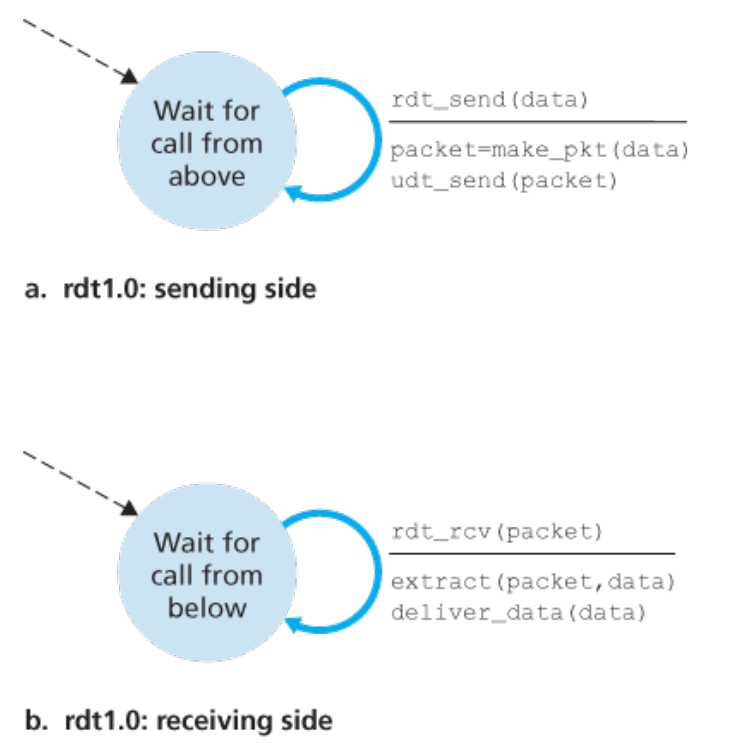 Wait for
call from
above
rdt_send(data)
packet=make_pkt(data)
udt_send(packet)
a. rdt1.0: sending side
Wait for
call from
below
rdt_rcv(packet)
extract(packet,data)
deliver_data(data)
b. rdt1.0: receiving side